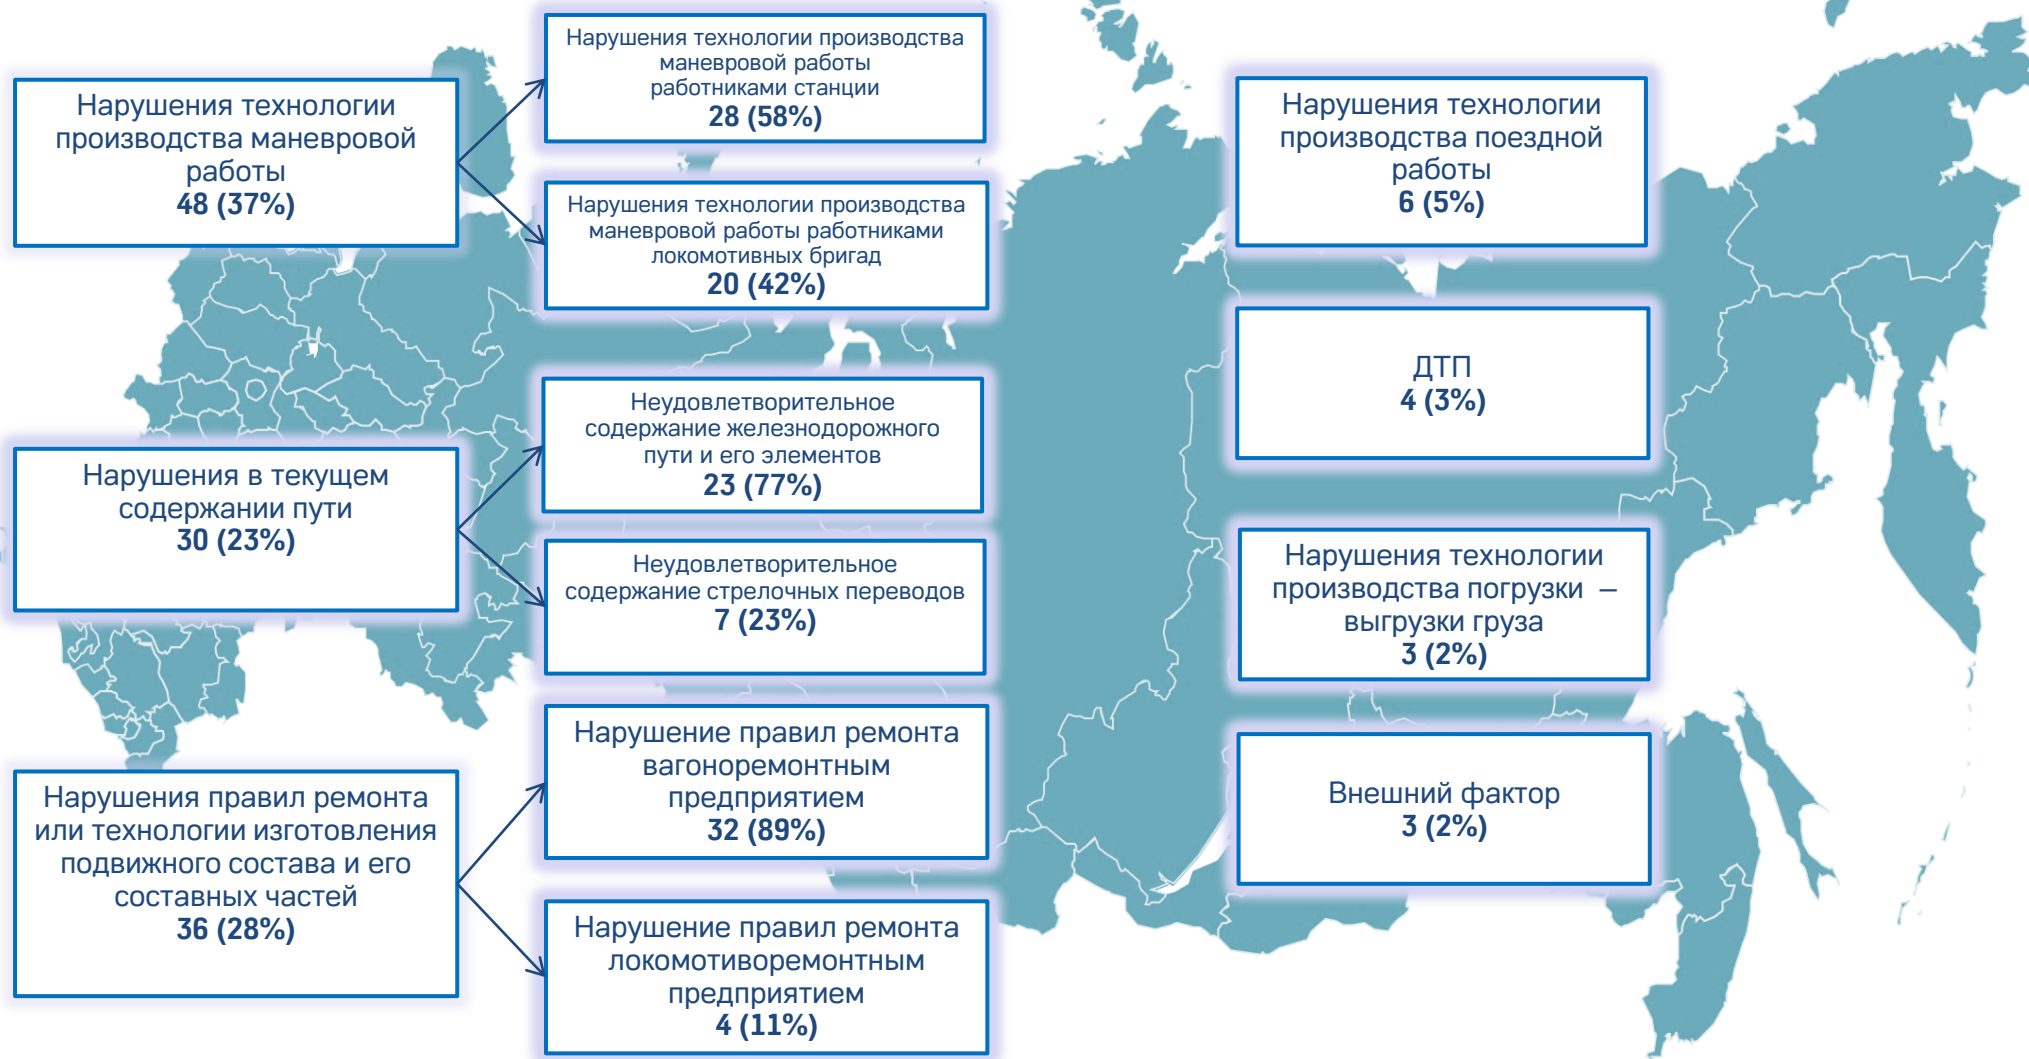 Нарушения технологии
производства маневровой
работы
48 (37%)
Нарушения технологии производства
маневровой работы
работниками станции
28 (58%)
Нарушения технологии производства
маневровой работы работниками
локомотивных бригад
20 (42%)
Нарушения в текущем
содержании пути
30 (23%)
Неудовлетворительное
содержание железнодорожного
пути и его элементов
23 (77%)
Неудовлетворительное
содержание стрелочных переводов
7 (23%)
Нарушения правил ремонта
или технологии изготовления
подвижного состава и его
составных частей
36 (28%)
Нарушение правил ремонта
вагоноремонтным
предприятием
32 (89%)
Нарушение правил ремонта
локомотиворемонтным
предприятием
4 (11%)
Нарушения технологии
производства поездной
работы
6 (5%)
ДТП
4 (3%)
Нарушения технологии
производства погрузки –
выгрузки груза
3 (2%)
Внешний фактор
3 (2%)